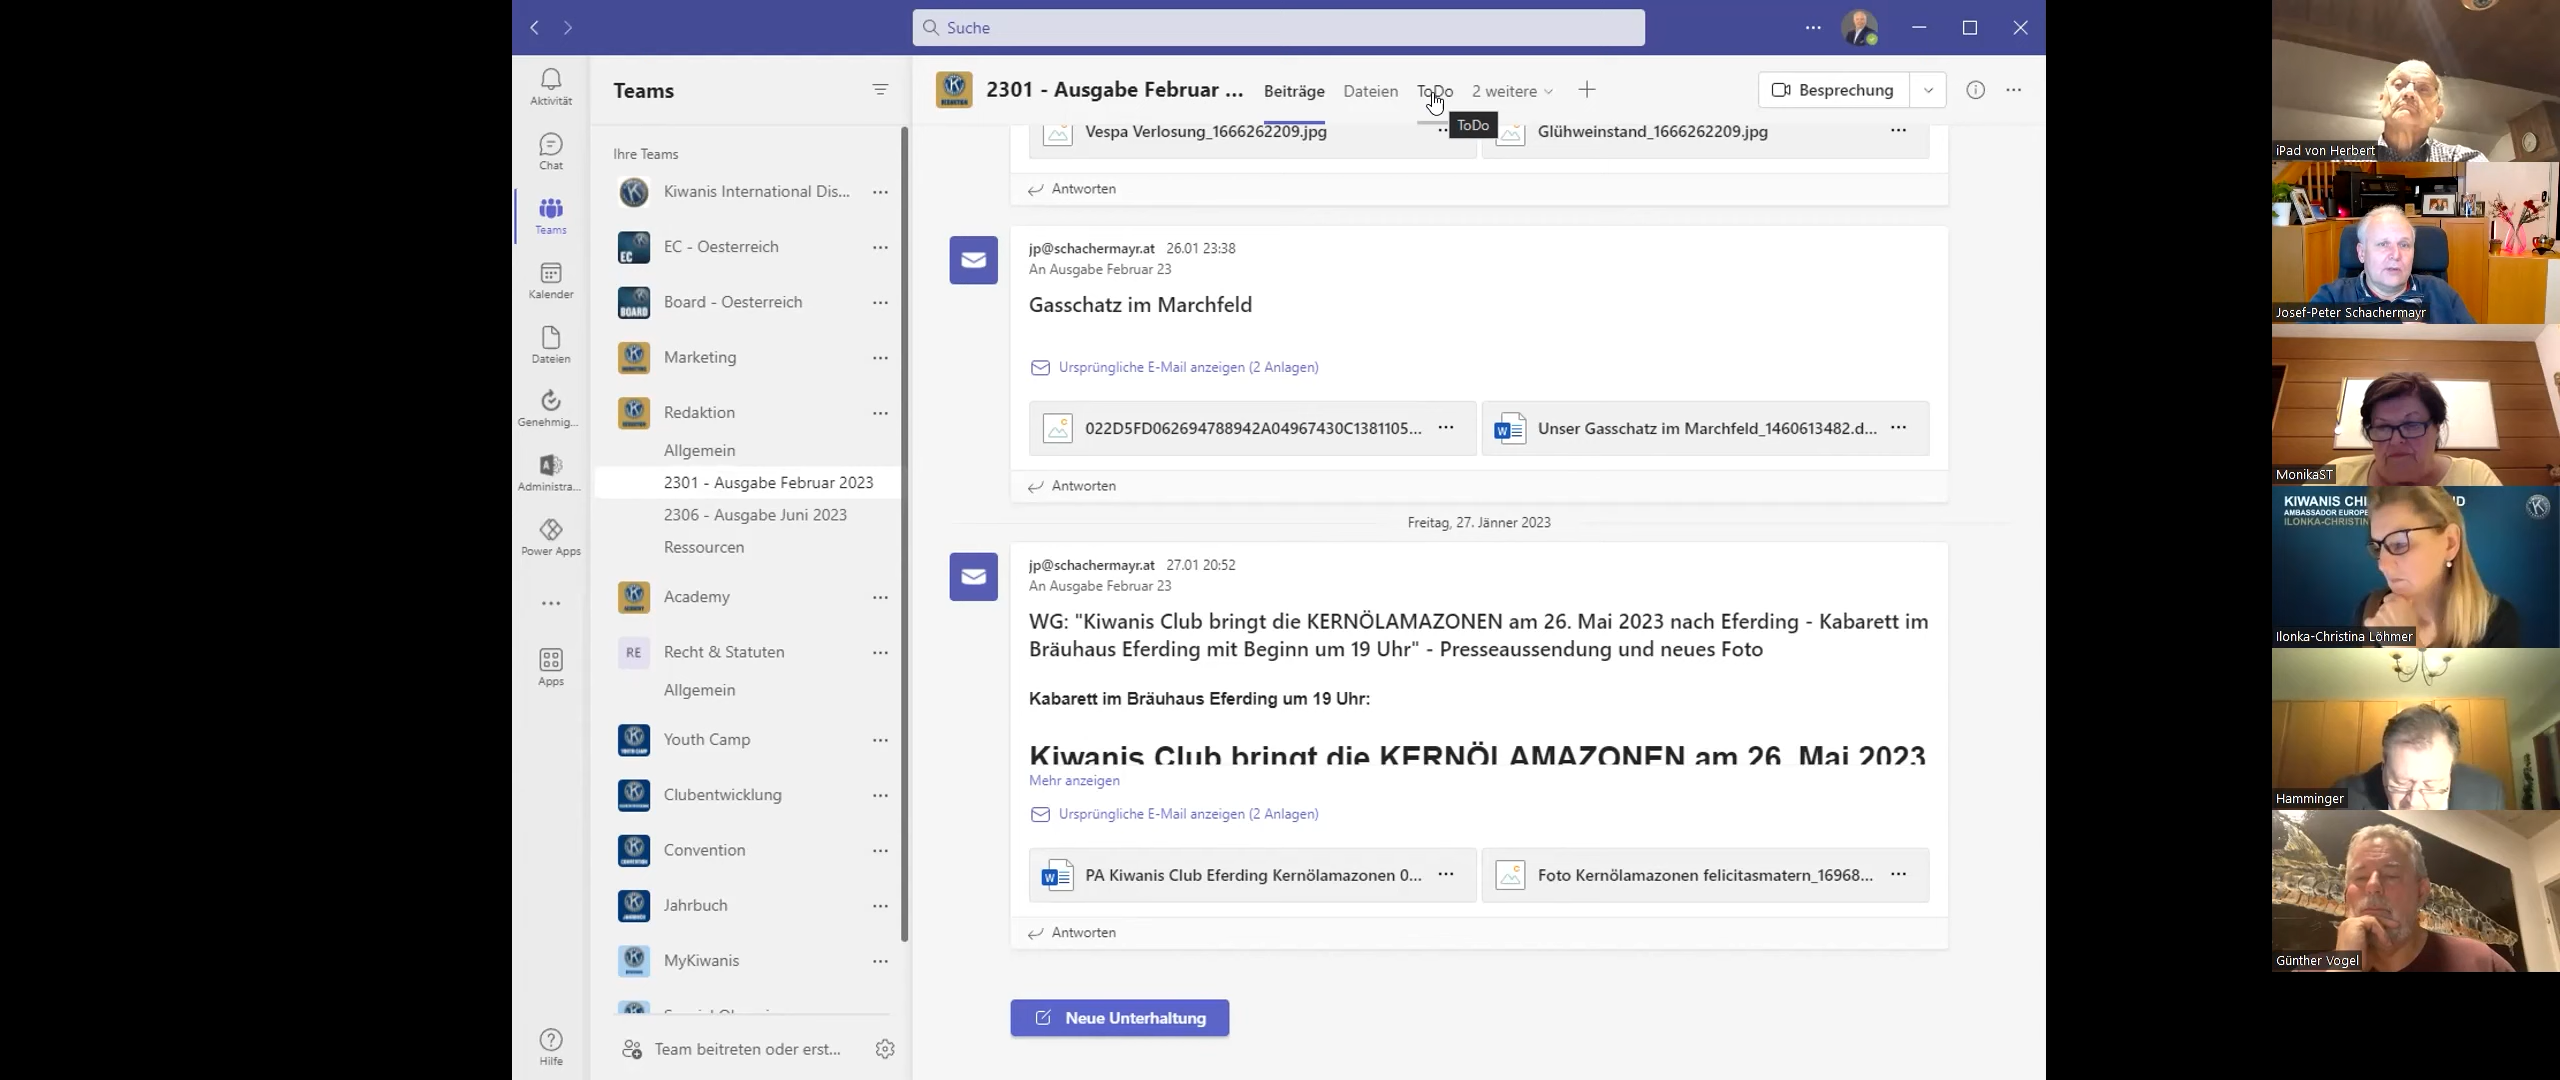 Suche
Aktivität
Chat
Teams
Kalender
Dateien
Genehmig...
Administra...
Power Apps
Apps
Hilfe
Teams
Ihre Teams
Kiwanis International Dis...
EC - Oesterreich
Board - Oesterreich
Marketing
Redaktion
Allgemein
2301 - Ausgabe Februar 2023
2306 - Ausgabe Juni 2023
Ressourcen
Academy
RE Recht & Statuten
Allgemein
Youth Camp
Clubentwicklung
Convention
Jahrbuch
MyKiwanis
Team beitreten oder erst...
2301 - Ausgabe Februar ... Beiträge Dateien ToDo 2 weitere Besprechung
ToDo
Vespa Verlosung_1666262209.jpg Glühweinstand_1666262209.jpg
Antworten
jp@schachermayr.at 26.01 23:38
An Ausgabe Februar 23
Gasschatz im Marchfeld
Ursprüngliche E-Mail anzeigen (2 Anlagen)
022D5FD062694788942A04967430C1381105... Unser Gasschatz im Marchfeld_1460613482.d...
Antworten
Freitag, 27. Jänner 2023
jp@schachermayr.at 27.01 20:52
An Ausgabe Februar 23
WG: "Kiwanis Club bringt die KERNÖLAMAZONEN am 26. Mai 2023 nach Eferding - Kabarett im
Bräuhaus Eferding mit Beginn um 19 Uhr" - Presseaussendung und neues Foto
Kabarett im Bräuhaus Eferding um 19 Uhr:
Kiwanis Club bringt die KERNÖLAMAZONEN am 26. Mai 2023
Mehr anzeigen
Ursprüngliche E-Mail anzeigen (2 Anlagen)
PA Kiwanis Club Eferding Kernölamazonen 0... Foto Kernölamazonen felicitasmatern_16968...
Antworten
Neue Unterhaltung
iPad von Herbert
Josef-Peter Schachermayr
MonikaST
KIWANIS CHI
AMBASSADOR EUROPE
ILONKA-CHRISTIN
Ilonka-Christina Löhmer
Hamminger
Günther Vogel